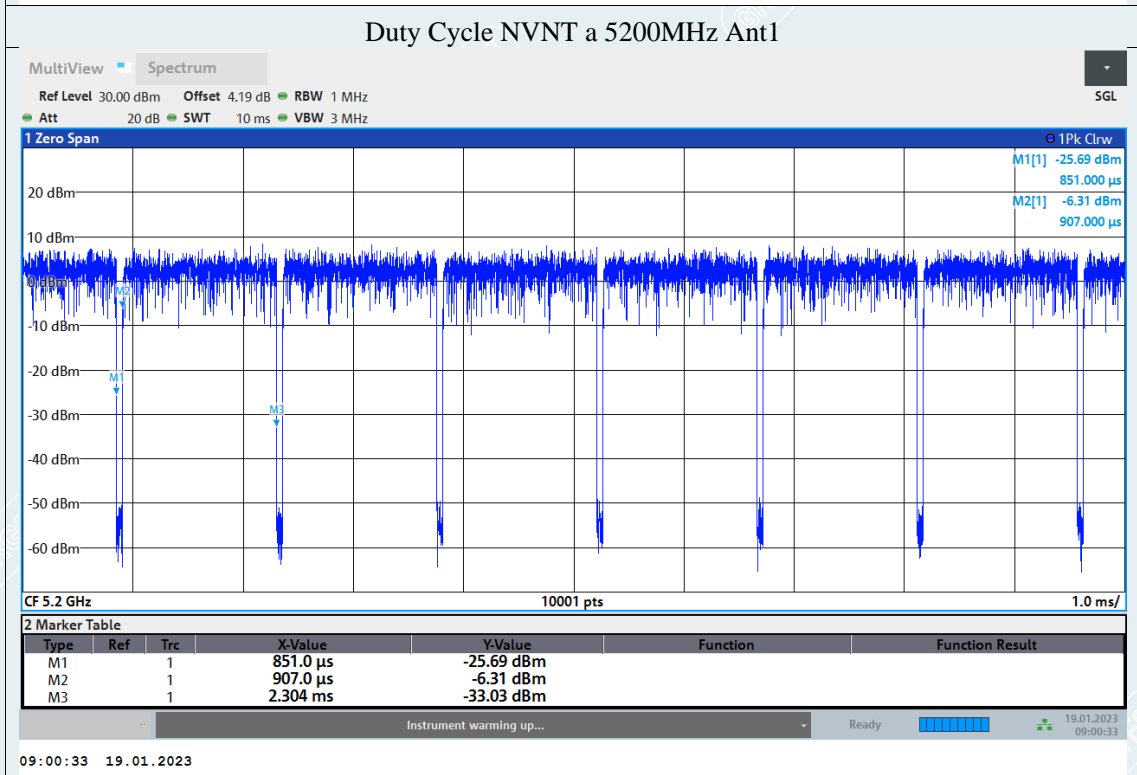 Duty Cycle NVNT a 5200MHz Ant1
MultiView Spectrum
Ref Level 30.00 dBm Offset 4.19 dB RBW 1 MHz
SGL
Att 20 dB SWT 10 ms VBW 3 MHz
1 Zero Span 1Pk Clrw
M1[1] -25.69 dBm
851.000 µs
M2[1] -6.31 dBm
907.000 µs
20 dBm
10 dBm
0 dBm
M2
-10 dBm
-20 dBm
M1
-30 dBm
M3
-40 dBm
-50 dBm
-60 dBm
CF 5.2 GHz 10001 pts 1.0 ms/
2 Marker Table
Type Ref Trc X-Value Y-Value Function Function Result
M1 1 851.0 µs -25.69 dBm
M2 1 907.0 µs -6.31 dBm
M3 1 2.304 ms -33.03 dBm
Instrument warming up... Ready 19.01.2023
09:00:33
09:00:33 19.01.2023